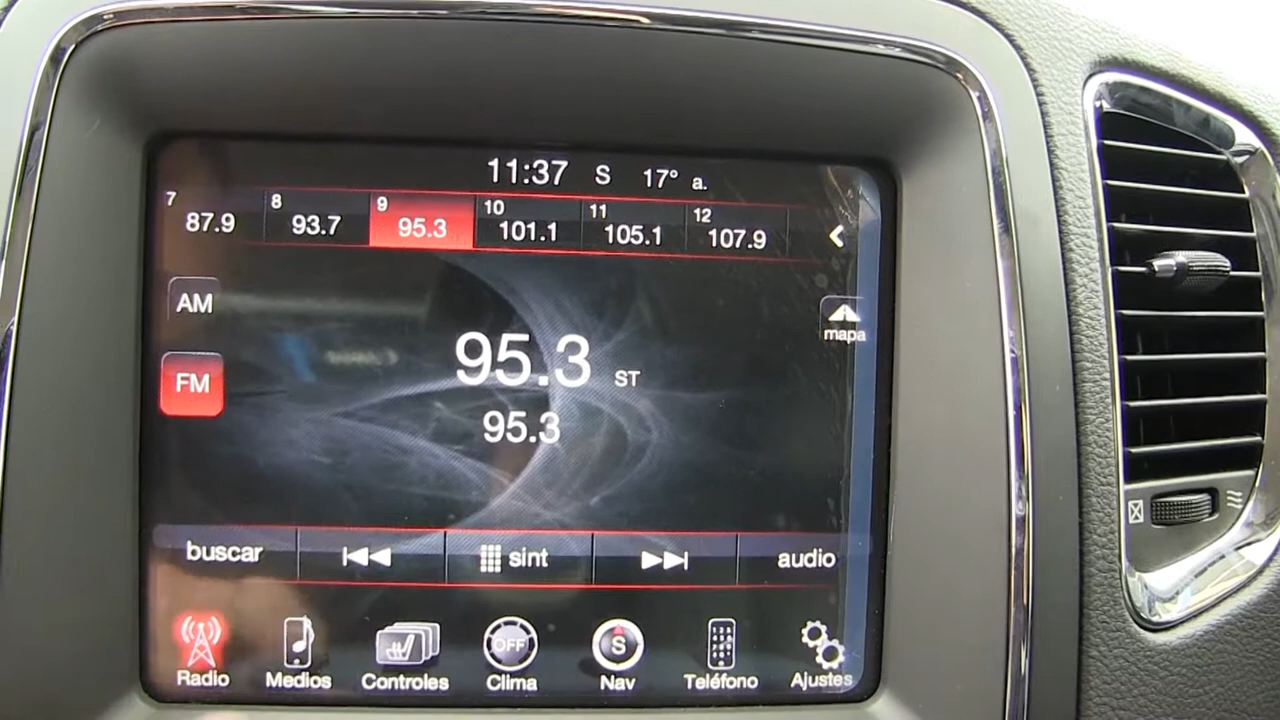 11:37 S 17° a.
7 87.9 8 93.7 9 95.3 10 101.1 11 105.1 12 107.9
AM
mapa
95.3 ST
FM
95.3
buscar sint audio
OFF S
Radio Medios Controles Clima Nav Teléfono Ajustes